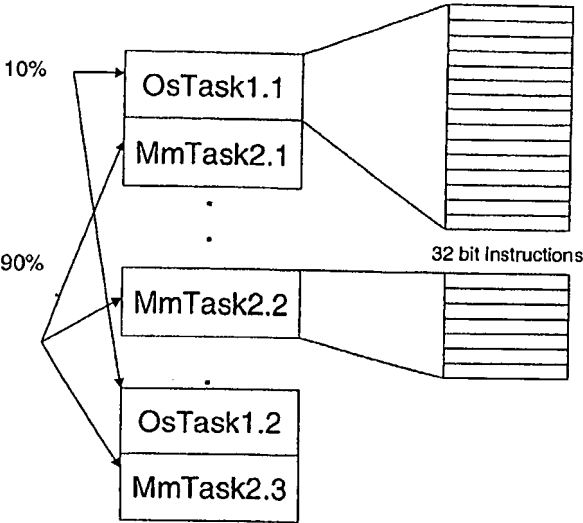 10%
OsTask1.1
MmTask2.1
90%
32 bit Instructions
MmTask2.2
OsTask1.2
MmTask2.3